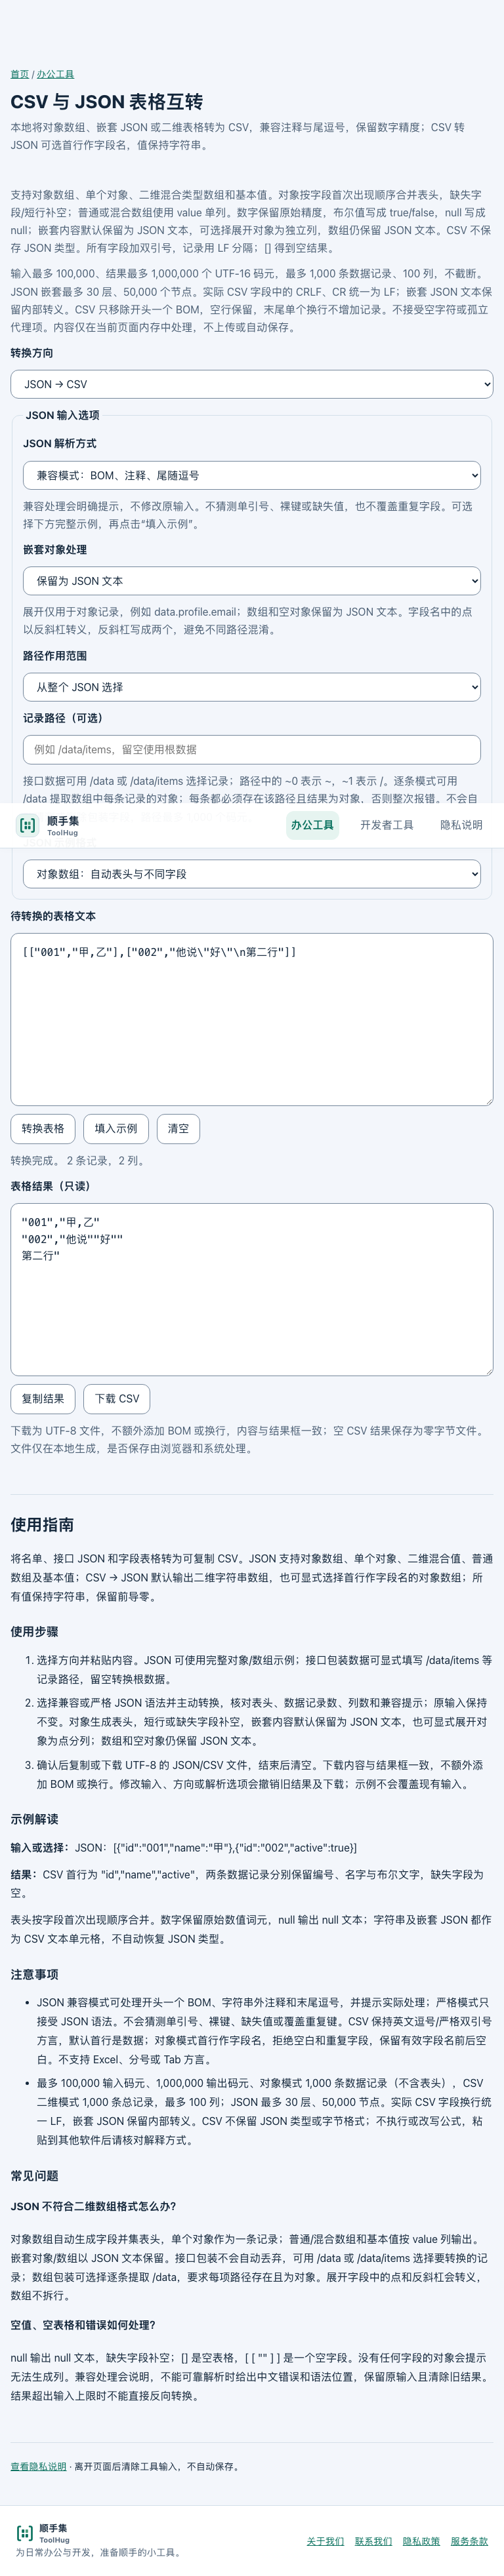 首页 / 办公工具
CSV 与 JSON 表格互转
本地将对象数组、嵌套 JSON 或二维表格转为 CSV，兼容注释与尾逗号，保留数字精度；CSV 转
JSON 可选首行作字段名，值保持字符串。
支持对象数组、单个对象、二维混合类型数组和基本值。对象按字段首次出现顺序合并表头，缺失字
段/短行补空；普通或混合数组使用 value 单列。数字保留原始精度，布尔值写成 true/false，null 写成
null；嵌套内容默认保留为 JSON 文本，可选择展开对象为独立列，数组仍保留 JSON 文本。CSV 不保
存 JSON 类型。所有字段加双引号，记录用 LF 分隔；[] 得到空结果。
输入最多 100,000、结果最多 1,000,000 个 UTF-16 码元，最多 1,000 条数据记录、100 列，不截断。
JSON 嵌套最多 30 层、50,000 个节点。实际 CSV 字段中的 CRLF、CR 统一为 LF；嵌套 JSON 文本保
留内部转义。CSV 只移除开头一个 BOM，空行保留，末尾单个换行不增加记录。不接受空字符或孤立
代理项。内容仅在当前页面内存中处理，不上传或自动保存。
转换方向
JSON → CSV
JSON 输入选项
JSON 解析方式
兼容模式：BOM、注释、尾随逗号
兼容处理会明确提示，不修改原输入。不猜测单引号、裸键或缺失值，也不覆盖重复字段。可选
择下方完整示例，再点击“填入示例”。
嵌套对象处理
保留为 JSON 文本
展开仅用于对象记录，例如 data.profile.email；数组和空对象保留为 JSON 文本。字段名中的点
以反斜杠转义，反斜杠写成两个，避免不同路径混淆。
路径作用范围
从整个 JSON 选择
记录路径（可选）
例如 /data/items，留空使用根数据
接口数据可用 /data 或 /data/items 选择记录；路径中的 ~0 表示 ~，~1 表示 /。逐条模式可用
/data 提取数组中每条记录的对象；每条都必须存在该路径且结果为对象，否则整次报错。不会自
顺手集
ToolHug
办公工具
开发者工具
隐私说明
对象数组：自动表头与不同字段
待转换的表格文本
[["001","甲,乙"],["002","他说\"好\"\n第二行"]]
转换表格
填入示例
清空
转换完成。 2 条记录，2 列。
表格结果（只读）
"001","甲,乙"
"002","他说""好""
第二行"
复制结果
下载 CSV
下载为 UTF-8 文件，不额外添加 BOM 或换行，内容与结果框一致；空 CSV 结果保存为零字节文件。
文件仅在本地生成，是否保存由浏览器和系统处理。
使用指南
将名单、接口 JSON 和字段表格转为可复制 CSV。JSON 支持对象数组、单个对象、二维混合值、普通
数组及基本值；CSV → JSON 默认输出二维字符串数组，也可显式选择首行作字段名的对象数组；所
有值保持字符串，保留前导零。
使用步骤
1. 选择方向并粘贴内容。JSON 可使用完整对象/数组示例；接口包装数据可显式填写 /data/items 等
记录路径，留空转换根数据。
2. 选择兼容或严格 JSON 语法并主动转换，核对表头、数据记录数、列数和兼容提示；原输入保持
不变。对象生成表头，短行或缺失字段补空，嵌套内容默认保留为 JSON 文本，也可显式展开对
象为点分列；数组和空对象仍保留 JSON 文本。
3. 确认后复制或下载 UTF-8 的 JSON/CSV 文件，结束后清空。下载内容与结果框一致，不额外添
加 BOM 或换行。修改输入、方向或解析选项会撤销旧结果及下载；示例不会覆盖现有输入。
示例解读
输入或选择：JSON：[{"id":"001","name":"甲"},{"id":"002","active":true}]
结果：CSV 首行为 "id","name","active"，两条数据记录分别保留编号、名字与布尔文字，缺失字段为
空。
表头按字段首次出现顺序合并。数字保留原始数值词元，null 输出 null 文本；字符串及嵌套 JSON 都作
为 CSV 文本单元格，不自动恢复 JSON 类型。
注意事项
• JSON 兼容模式可处理开头一个 BOM、字符串外注释和末尾逗号，并提示实际处理；严格模式只
接受 JSON 语法。不会猜测单引号、裸键、缺失值或覆盖重复键。CSV 保持英文逗号/严格双引号
方言，默认首行是数据；对象模式首行作字段名，拒绝空白和重复字段，保留有效字段名前后空
白。不支持 Excel、分号或 Tab 方言。
• 最多 100,000 输入码元、1,000,000 输出码元、对象模式 1,000 条数据记录（不含表头），CSV
二维模式 1,000 条总记录，最多 100 列；JSON 最多 30 层、50,000 节点。实际 CSV 字段换行统
一 LF，嵌套 JSON 保留内部转义。CSV 不保留 JSON 类型或字节格式；不执行或改写公式，粘
贴到其他软件后请核对解释方式。
常见问题
JSON 不符合二维数组格式怎么办？
对象数组自动生成字段并集表头，单个对象作为一条记录；普通/混合数组和基本值按 value 列输出。
嵌套对象/数组以 JSON 文本保留。接口包装不会自动丢弃，可用 /data 或 /data/items 选择要转换的记
录；数组包装可选择逐条提取 /data，要求每项路径存在且为对象。展开字段中的点和反斜杠会转义，
数组不拆行。
空值、空表格和错误如何处理？
null 输出 null 文本，缺失字段补空；[] 是空表格，[ [ "" ] ] 是一个空字段。没有任何字段的对象会提示
无法生成列。兼容处理会说明，不能可靠解析时给出中文错误和语法位置，保留原输入且清除旧结果。
结果超出输入上限时不能直接反向转换。
查看隐私说明 · 离开页面后清除工具输入，不自动保存。
顺手集
ToolHug
为日常办公与开发，准备顺手的小工具。
关于我们
联系我们
隐私政策
服务条款